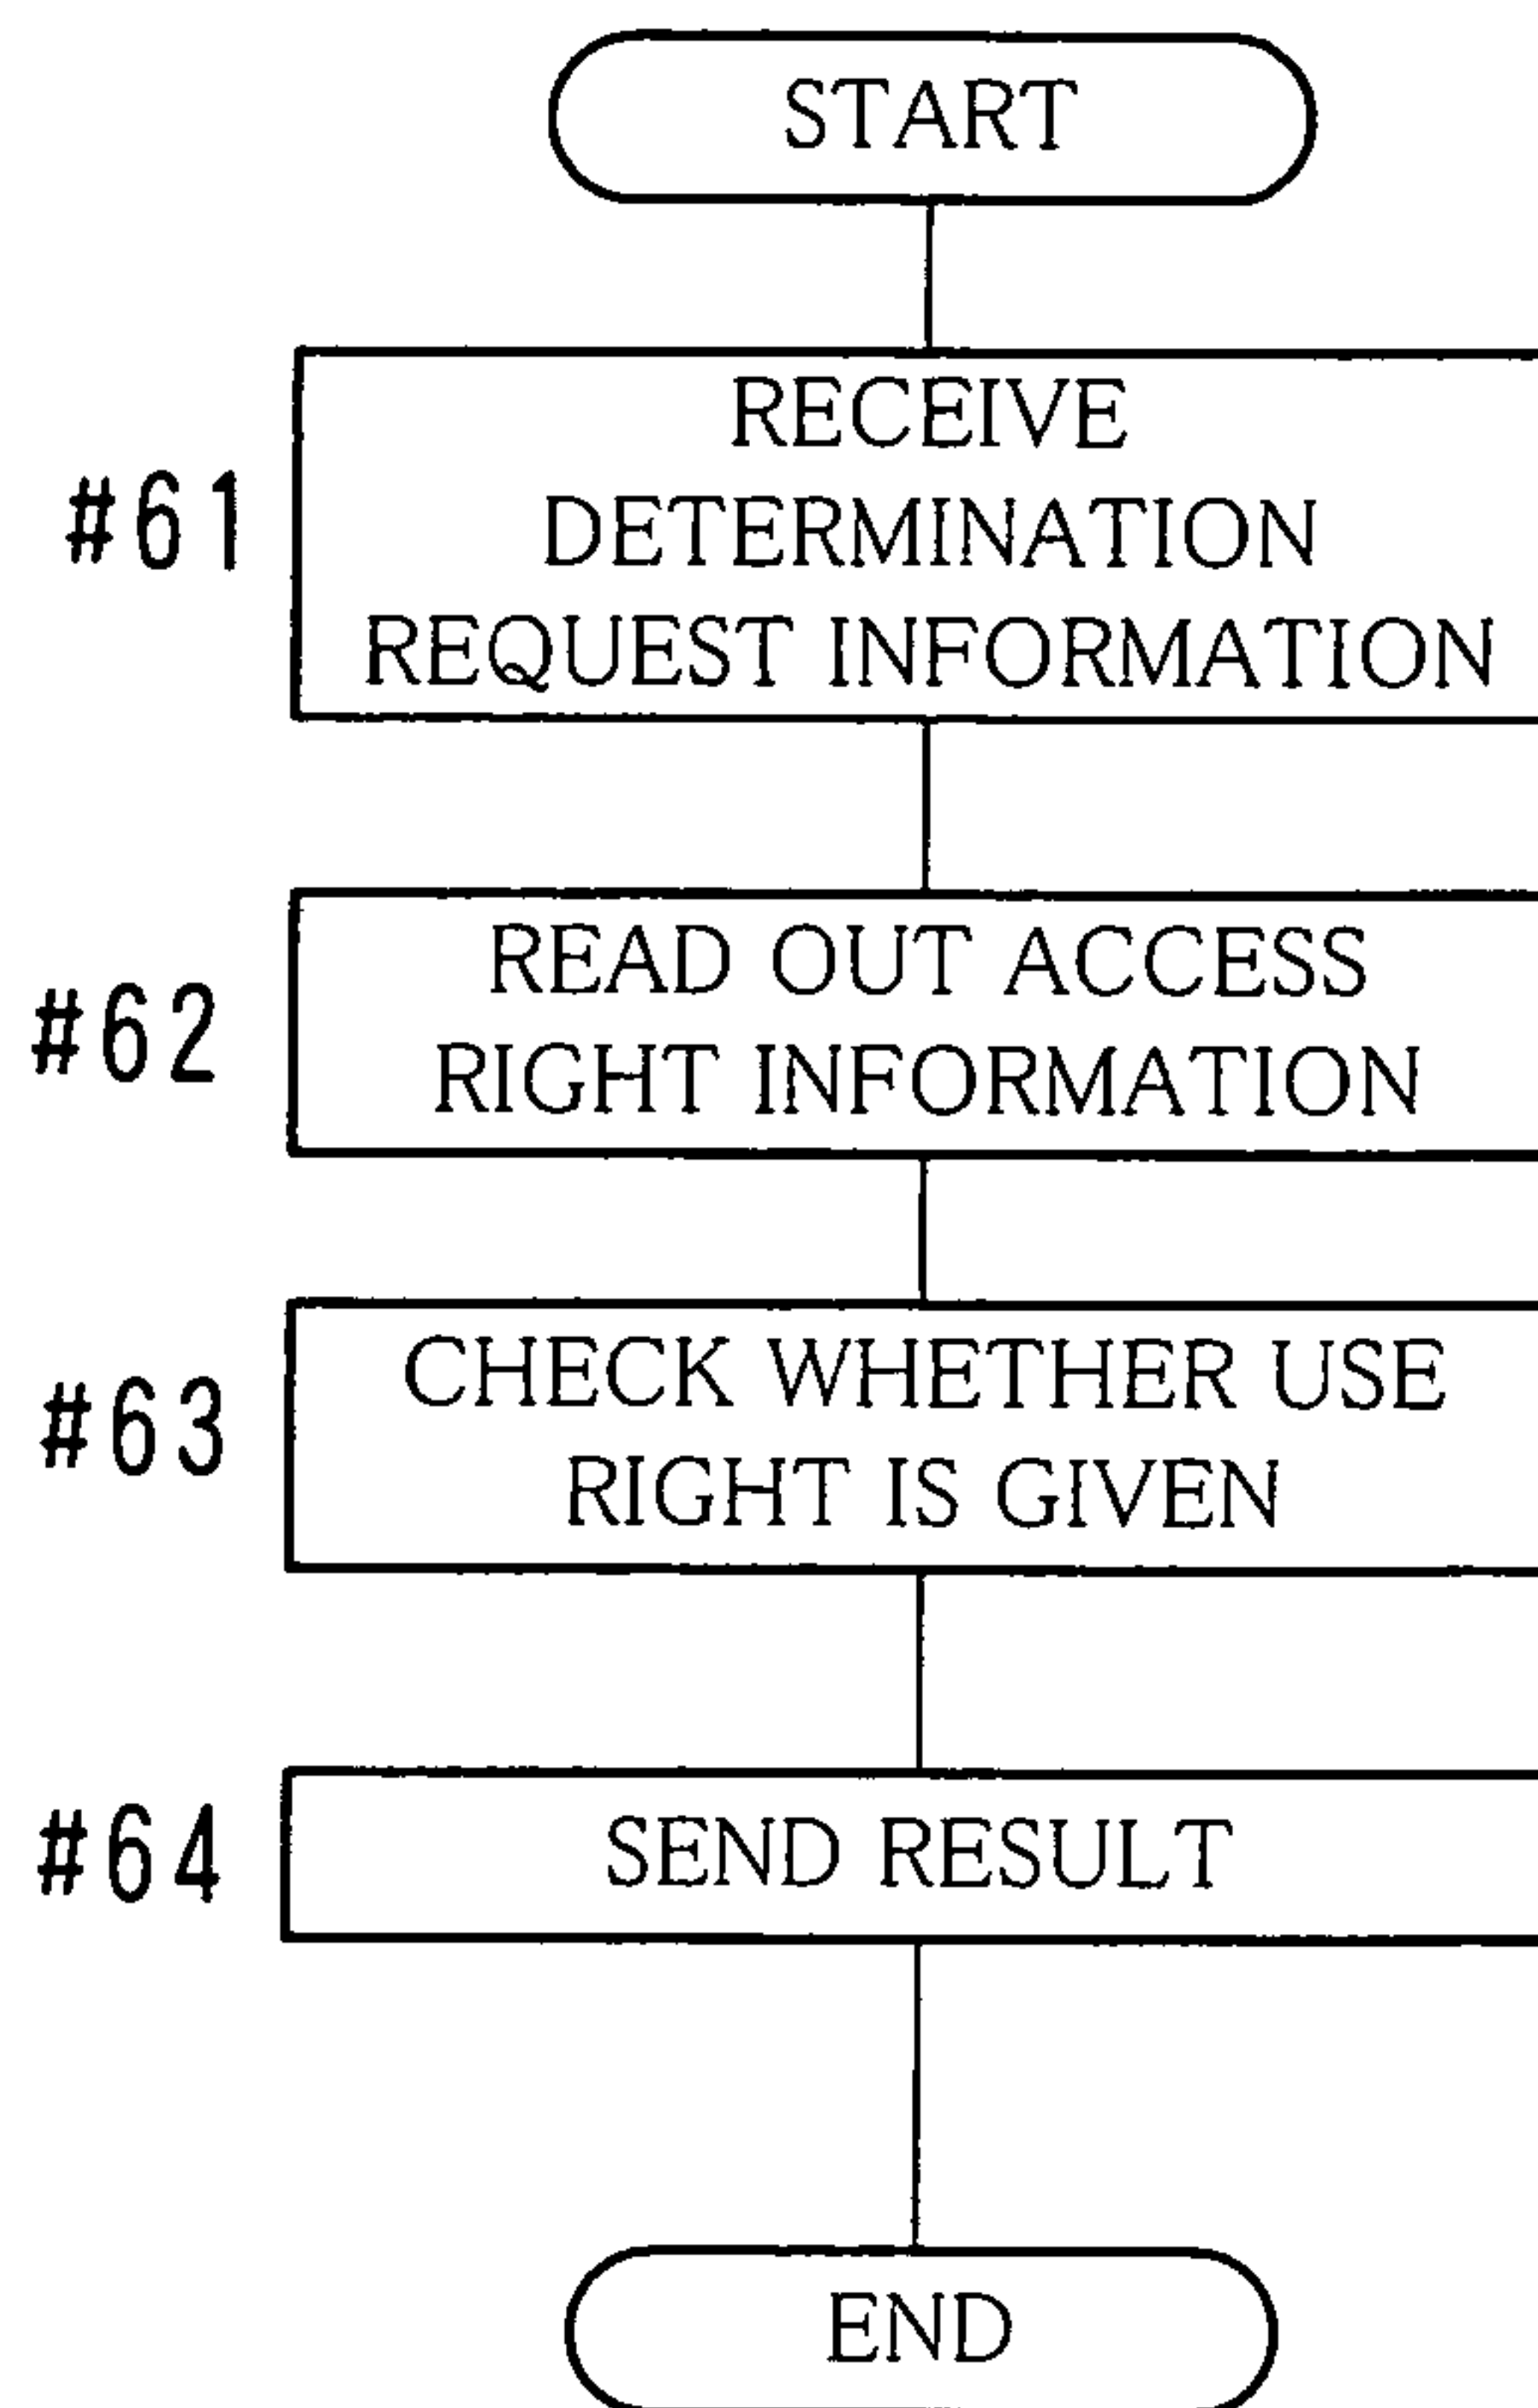 START
#61
RECEIVE
DETERMINATION
REQUEST INFORMATION
#62
READ OUT ACCESS
RIGHT INFORMATION
#63
CHECK WHETHER USE
RIGHT IS GIVEN
#64
SEND RESULT
END